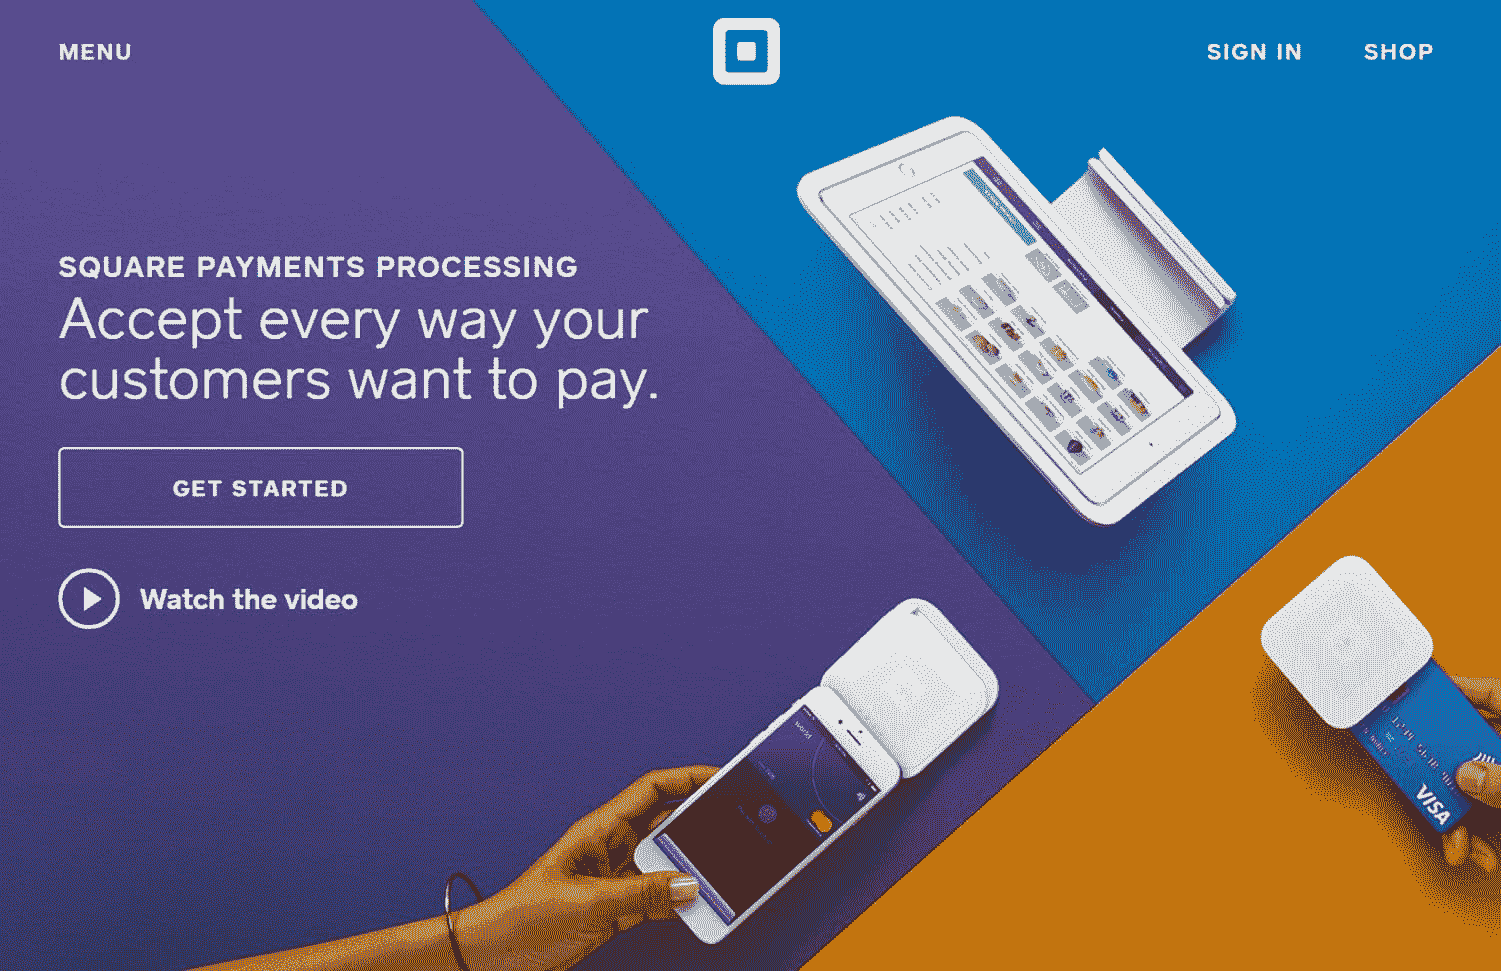 MENU
SIGN IN
SHOP
SQUARE PAYMENTS PROCESSING
Accept every way your
customers want to pay.
GET STARTED
Watch the video
VISA